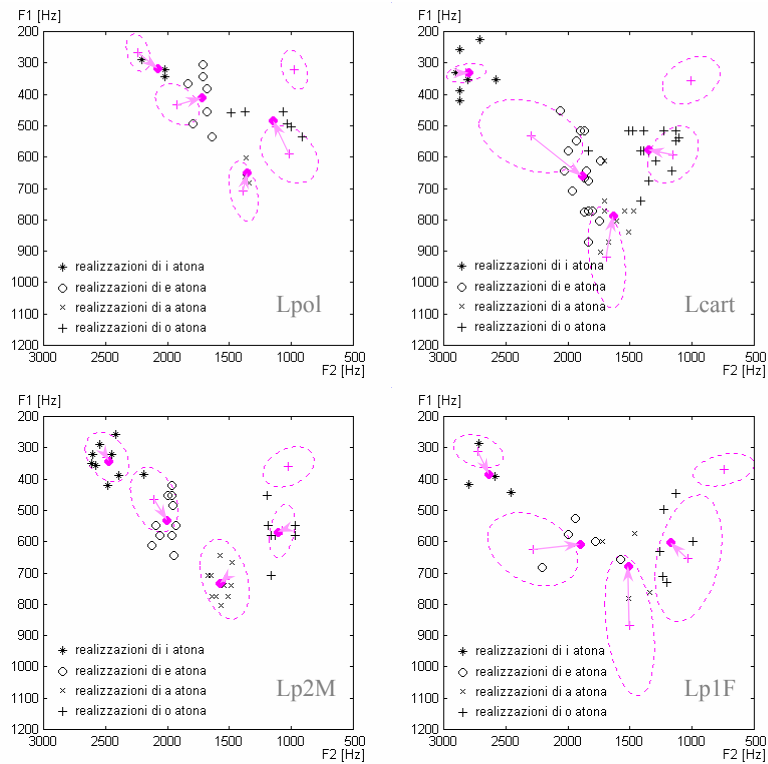 F1 [Hz]
200
300
400
500
600
700
800
900
1000
1100
1200
3000 2500 2000 1500 1000 500
F2 [Hz]
realizzazioni di i atona
realizzazioni di e atona
realizzazioni di a atona
realizzazioni di o atona
Lpol
F1 [Hz]
200
300
400
500
600
700
800
900
1000
1100
1200
3000 2500 2000 1500 1000 500
F2 [Hz]
realizzazioni di i atona
realizzazioni di e atona
realizzazioni di a atona
realizzazioni di o atona
Lcart
F1 [Hz]
200
300
400
500
600
700
800
900
1000
1100
1200
3000 2500 2000 1500 1000 500
F2 [Hz]
realizzazioni di i atona
realizzazioni di e atona
realizzazioni di a atona
realizzazioni di o atona
Lp2M
F1 [Hz]
200
300
400
500
600
700
800
900
1000
1100
1200
3000 2500 2000 1500 1000 500
F2 [Hz]
realizzazioni di i atona
realizzazioni di e atona
realizzazioni di a atona
realizzazioni di o atona
Lp1F